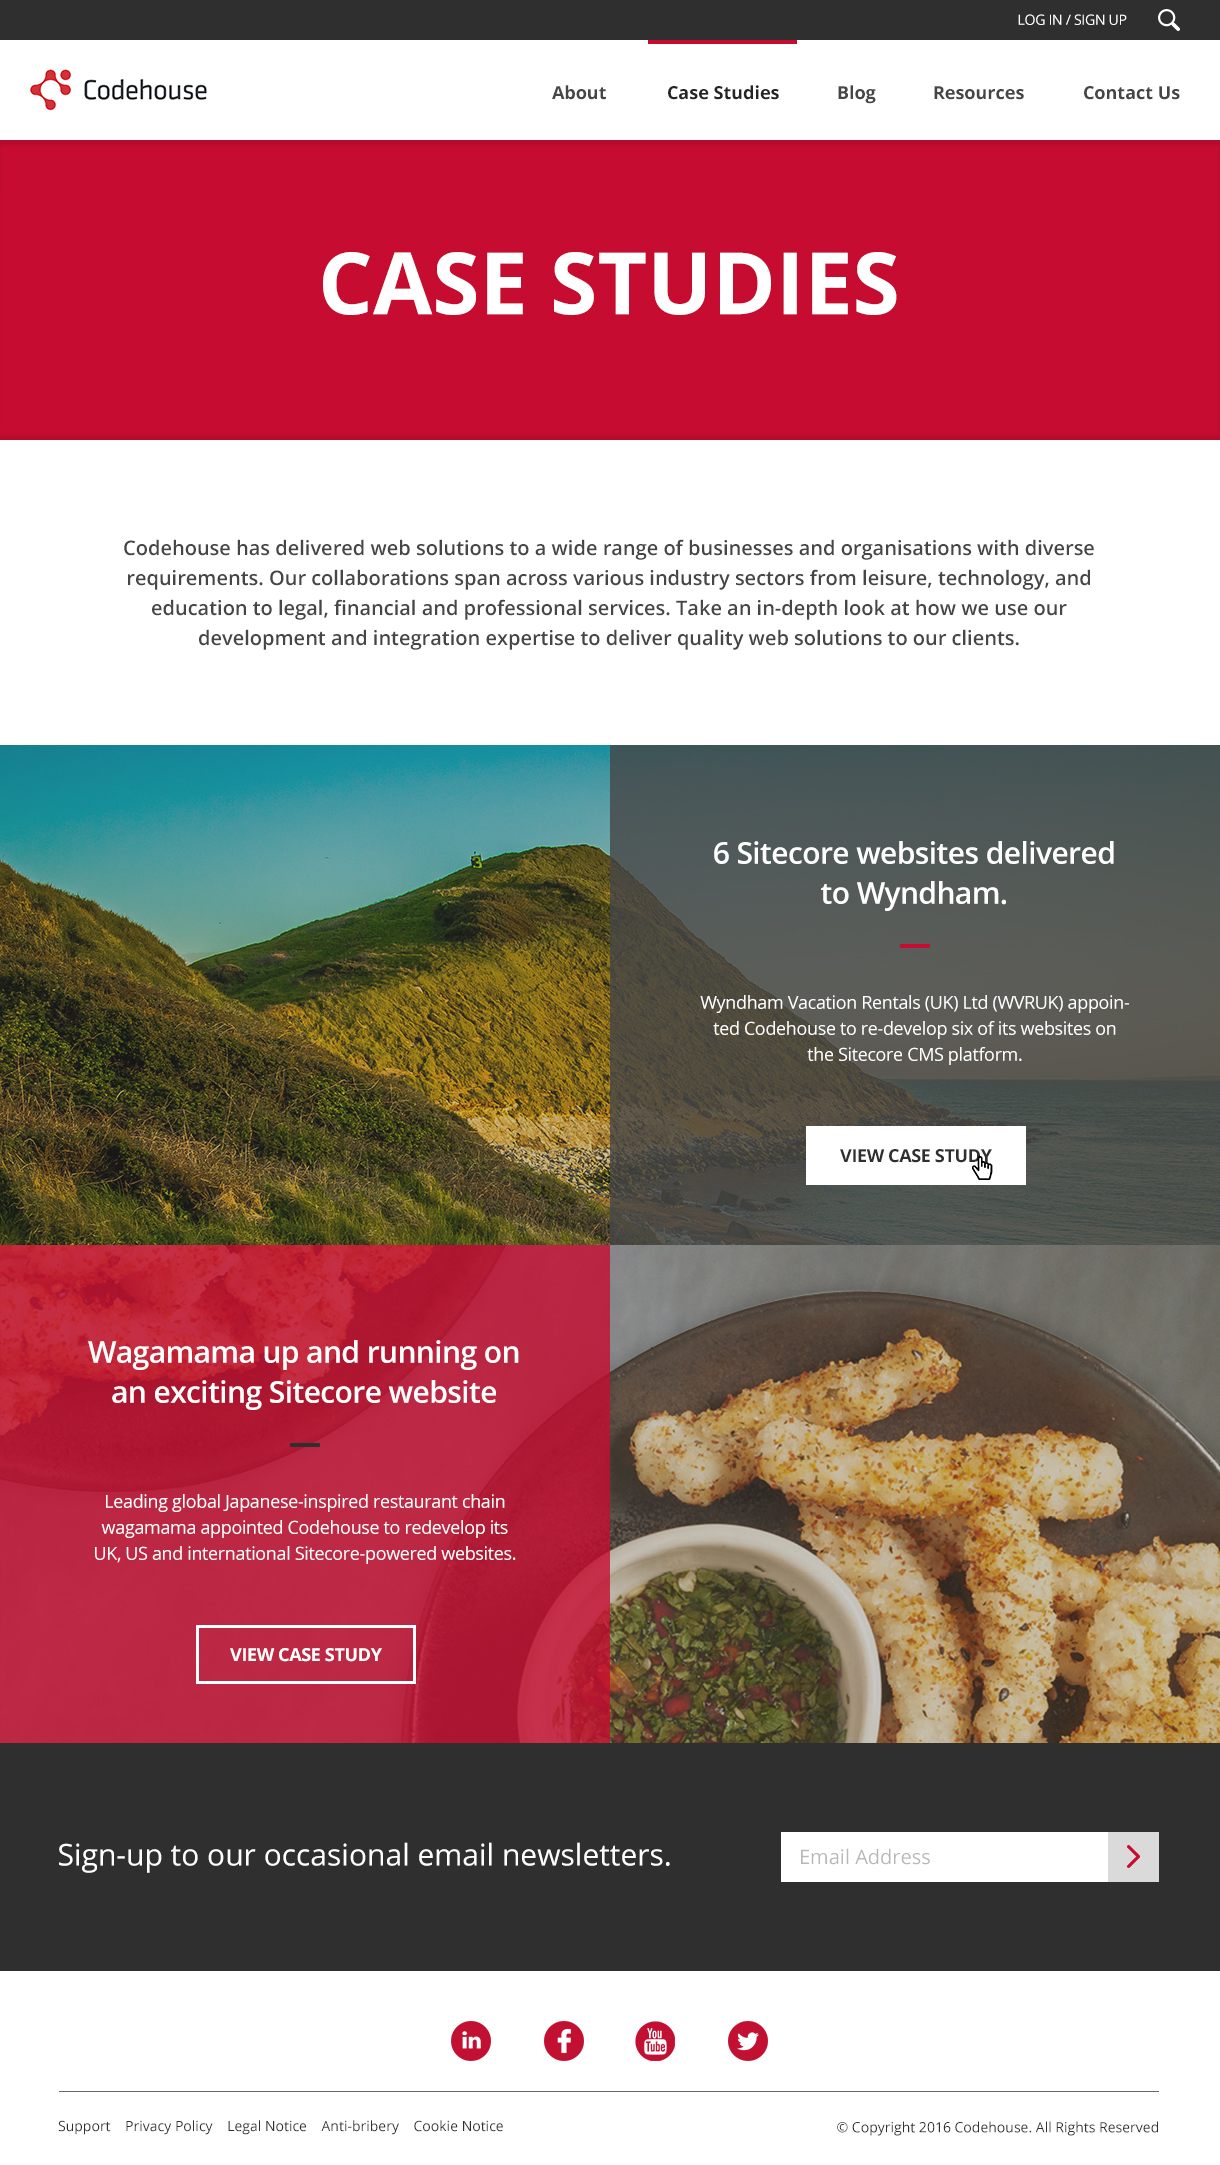 LOG IN / SIGN UP
Codehouse
About
Case Studies
Blog
Resources
Contact Us
CASE STUDIES
Codehouse has delivered web solutions to a wide range of businesses and organisations with diverse
requirements. Our collaborations span across various industry sectors from leisure, technology, and
education to legal, financial and professional services. Take an in-depth look at how we use our
development and integration expertise to deliver quality web solutions to our clients.
3
6 Sitecore websites delivered
to Wyndham.
Wyndham Vacation Rentals (UK) Ltd (WVRUK) appoin-
ted Codehouse to re-develop six of its websites on
the Sitecore CMS platform.
VIEW CASE STUDY
Wagamama up and running on
an exciting Sitecore website
Leading global Japanese-inspired restaurant chain
wagamama appointed Codehouse to redevelop its
UK, US and international Sitecore-powered websites.
VIEW CASE STUDY
Sign-up to our occasional email newsletters.
Email Address
in
f
You
Tube
Support
Privacy Policy
Legal Notice
Anti-bribery
Cookie Notice
© Copyright 2016 Codehouse. All Rights Reserved